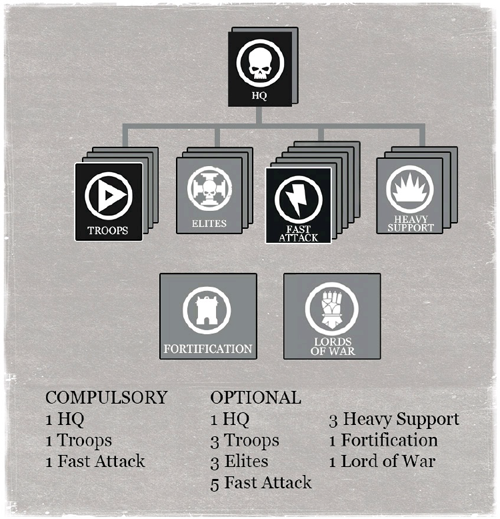 HQ
TROOPS
ELITES
FAST
ATTACK
HEAVY
SUPPORT
FORTIFICATION
LORDS
OF WAR
COMPULSORY
1 HQ
1 Troops
1 Fast Attack
OPTIONAL
1 HQ
3 Troops
3 Elites
5 Fast Attack
3 Heavy Support
1 Fortification
1 Lord of War